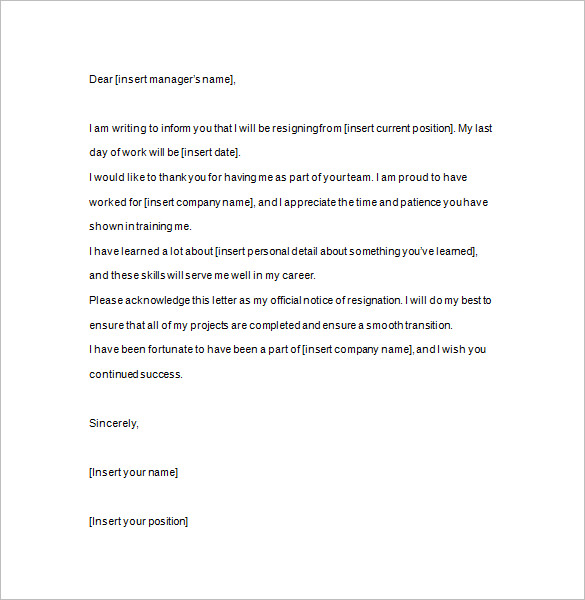 Dear [insert manager's name],
I am writing to inform you that I will be resigning from [insert current position]. My last
day of work will be [insert date].
I would like to thank you for having me as part of your team. I am proud to have
worked for [insert company name], and I appreciate the time and patience you have
shown in training me.
I have learned a lot about [insert personal detail about something you've learned],
and these skills will serve me well in my career.
Please acknowledge this letter as my official notice of resignation. I will do my best to
ensure that all of my projects are completed and ensure a smooth transition.
I have been fortunate to have been a part of [insert company name], and I wish you
continued success.
Sincerely,
[Insert your name]
[Insert your position]